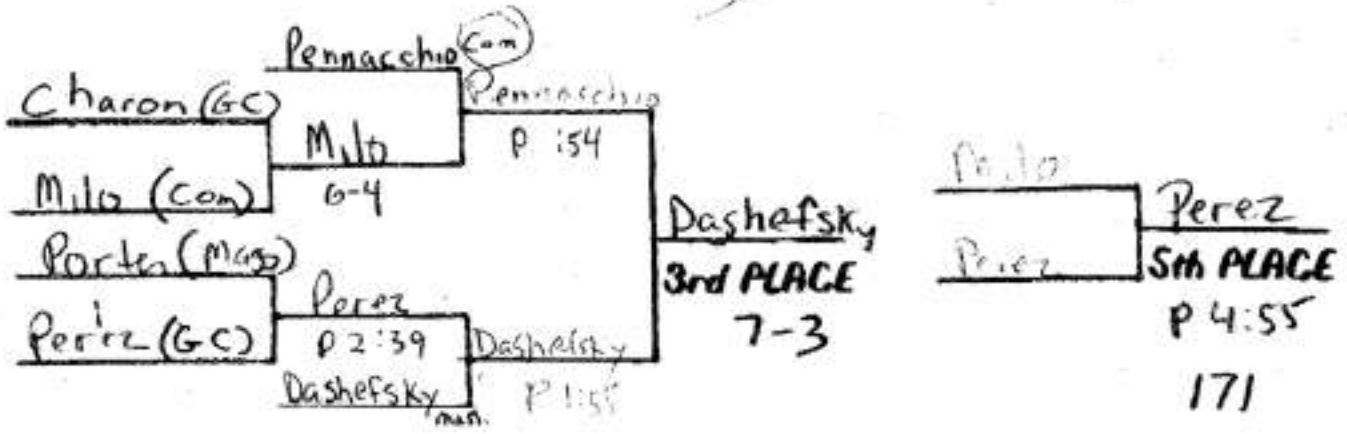 Pennacchio (Com)
Charon (GC)
Pennacchio
P :54
Milo
6-4
Milo (Com)
Dashefsky
3rd PLACE
7-3
Porter (Maso)
Perez
P 2:39
Perez (GC)
Dashefsky
Dashefsky
Milo
Perez
Perez
5th PLACE
P 4:55
171